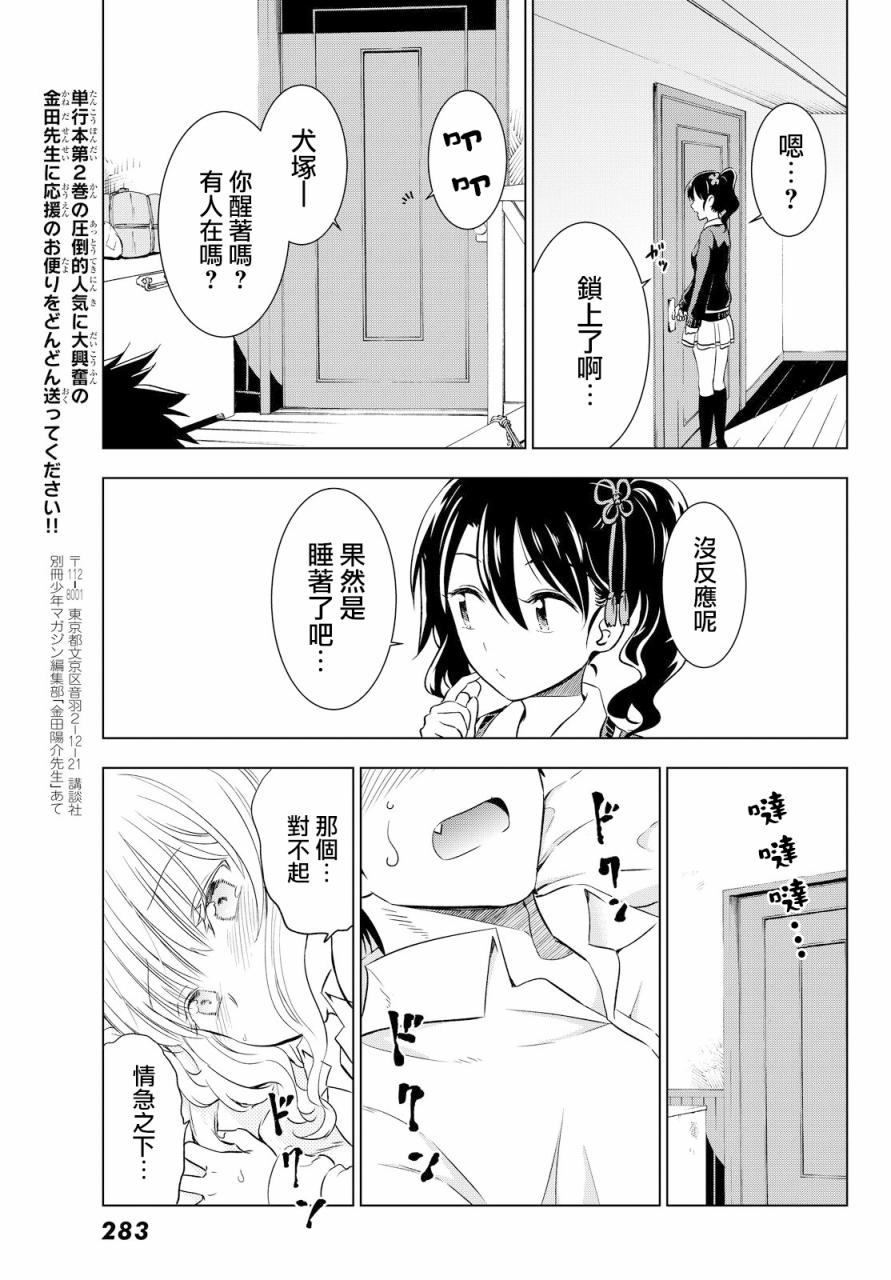 嗯…?
鎖上了啊…
ガッ
叩
叩
犬塚ー
你醒著嗎?
有人在嗎?
沒反應呢
果然是
睡著了吧…
噠
噠
噠…
ドクン
ドクン
那個…
對不起
情急之下…
ドクン
単行本第2巻の圧倒的人気に大興奮の
金田先生に応援のお便りをどんどん送ってください!!
〒112-8001 東京都文京区音羽2-12-21 講談社
別冊少年マガジン編集部「金田陽介先生」あて
283